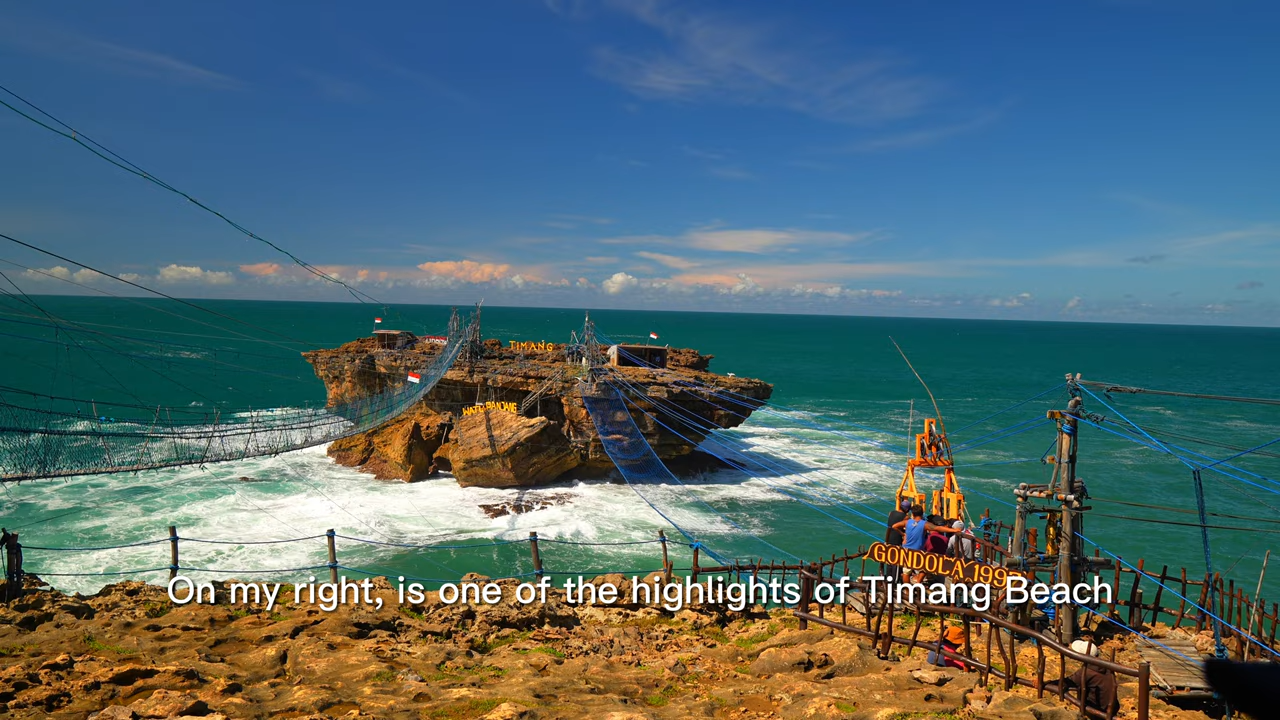 TIMANG
WATU PANJANG
GONDOLA 199
On my right, is one of the highlights of Timang Beach